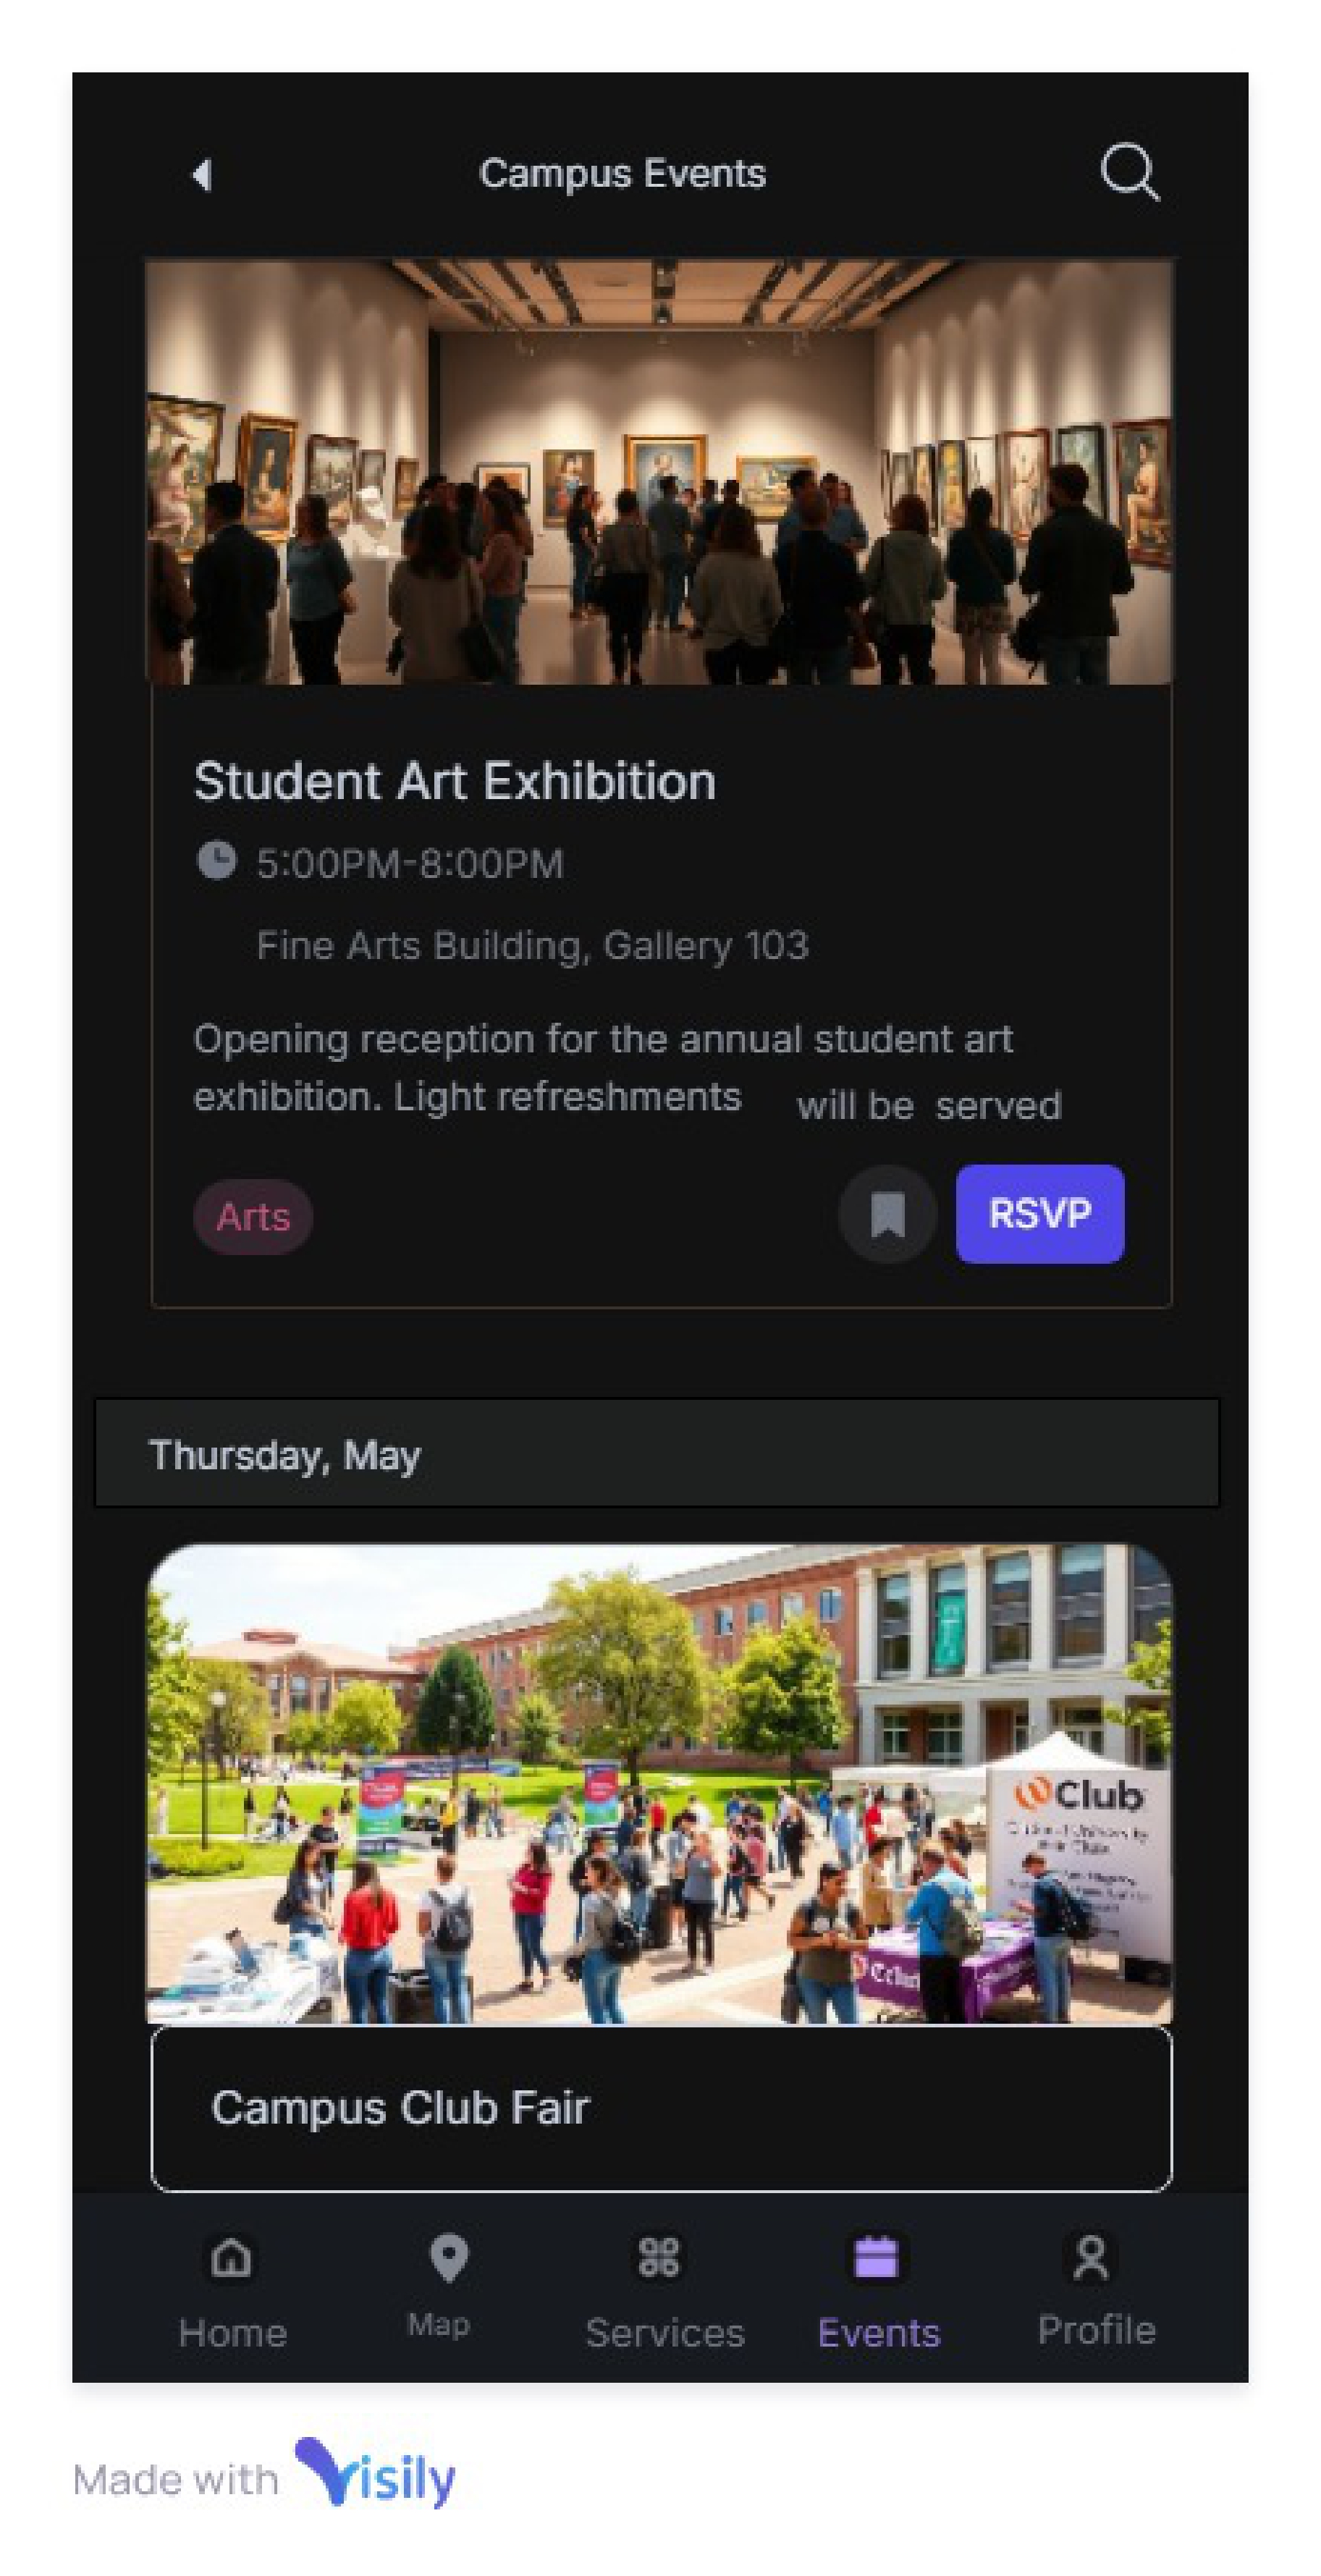 Campus Events
Student Art Exhibition
5:00PM-8:00PM
Fine Arts Building, Gallery 103
Opening reception for the annual student art
exhibition. Light refreshments will be served
Arts
RSVP
Thursday, May
Club
Campus Club Fair
Home
Map
Services
Events
Profile
Made with Visily